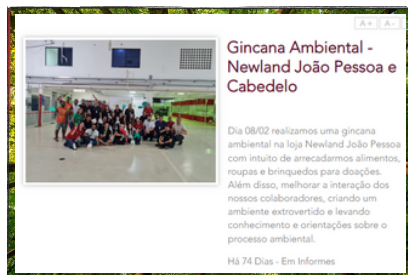 A+ A-
Gincana Ambiental -
Newland João Pessoa e
Cabedelo
Dia 08/02 realizamos uma gincana
ambiental na loja Newland João Pessoa
com intuito de arrecadarmos alimentos,
roupas e brinquedos para doações.
Além disso, melhorar a interação dos
nossos colaboradores, criando um
ambiente extrovertido e levando
conhecimento e orientações sobre o
processo ambiental.
Há 74 Dias - Em Informes